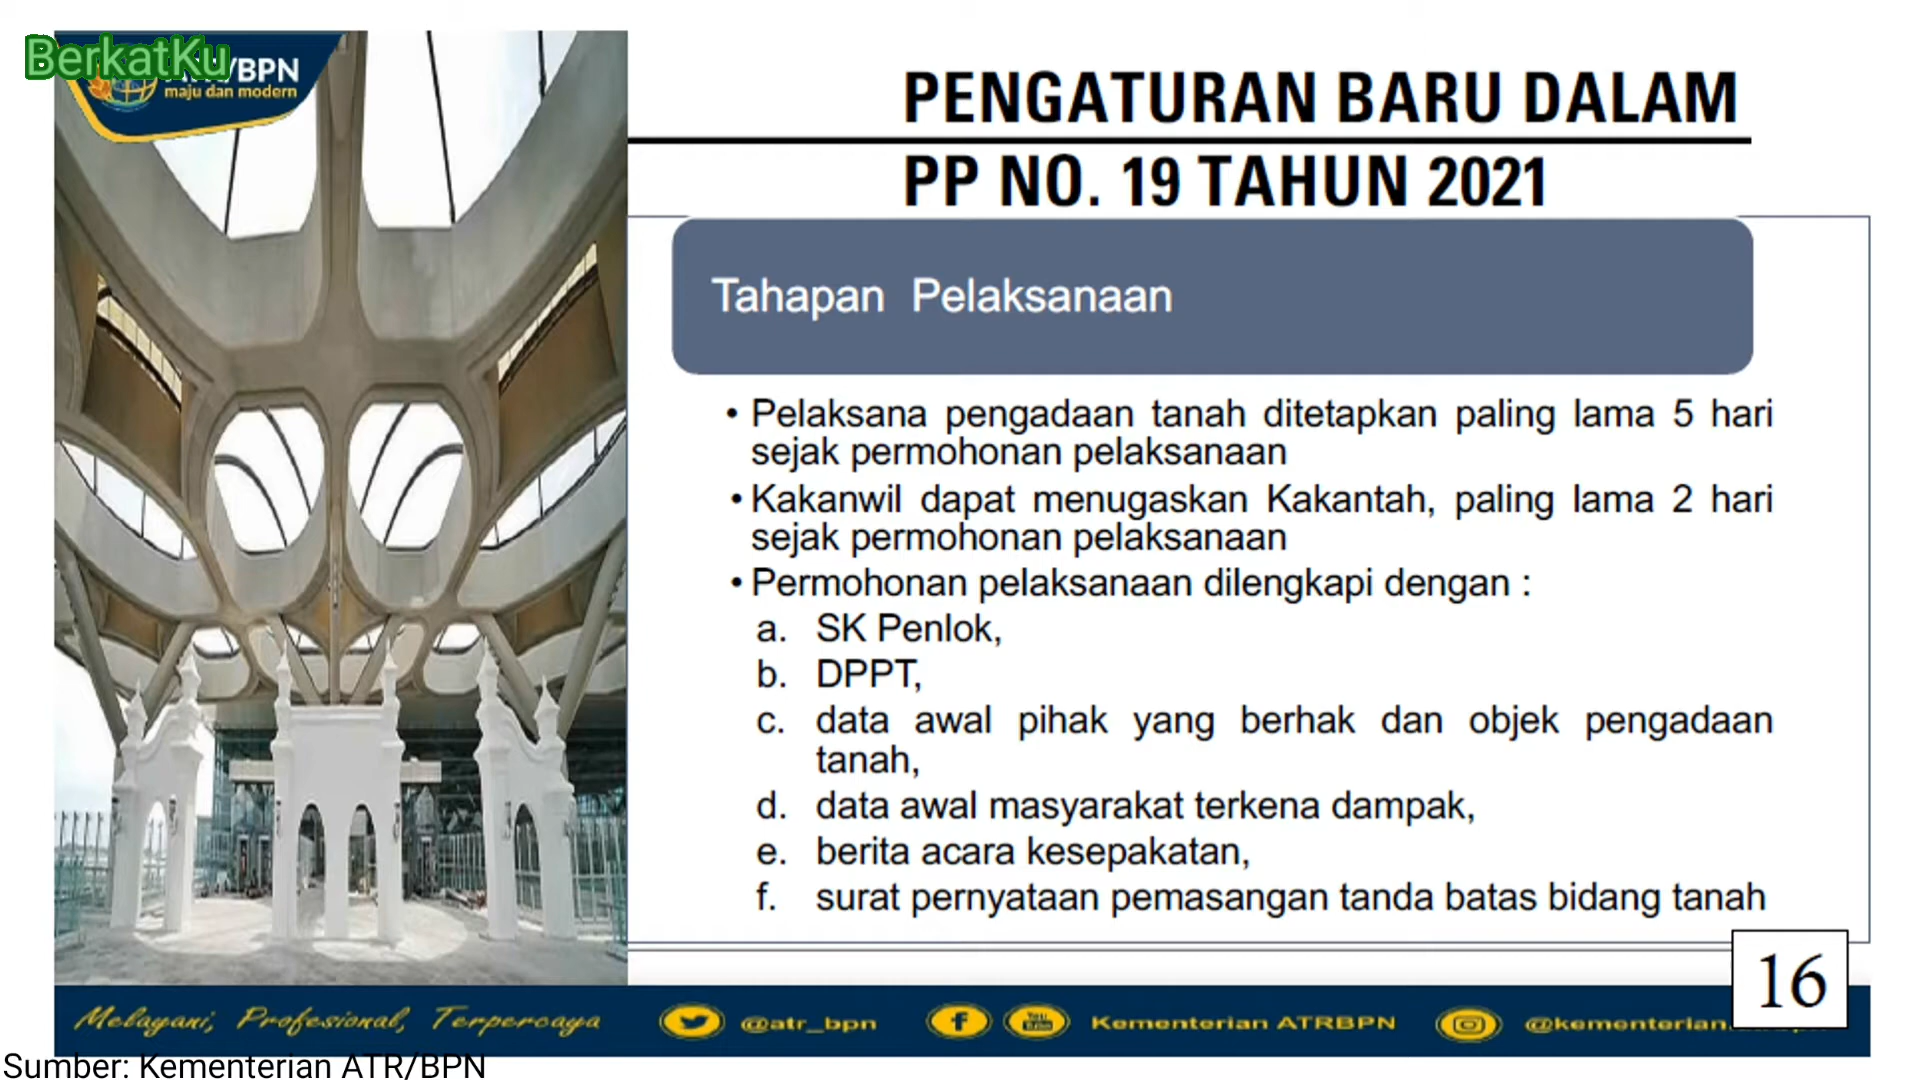 BerkatKu
/BPN
maju dan modern
PENGATURAN BARU DALAM
PP NO. 19 TAHUN 2021
Tahapan Pelaksanaan
• Pelaksana pengadaan tanah ditetapkan paling lama 5 hari
sejak permohonan pelaksanaan
• Kakanwil dapat menugaskan Kakantah, paling lama 2 hari
sejak permohonan pelaksanaan
• Permohonan pelaksanaan dilengkapi dengan :
a. SK Penlok,
b. DPPT,
c. data awal pihak yang berhak dan objek pengadaan
tanah,
d. data awal masyarakat terkena dampak,
e. berita acara kesepakatan,
f. surat pernyataan pemasangan tanda batas bidang tanah
16
Melayani, Profesional, Terpercaya
@atr_bpn
You Tube
Kementerian ATRBPN
Sumber: Kementerian ATR/BPN